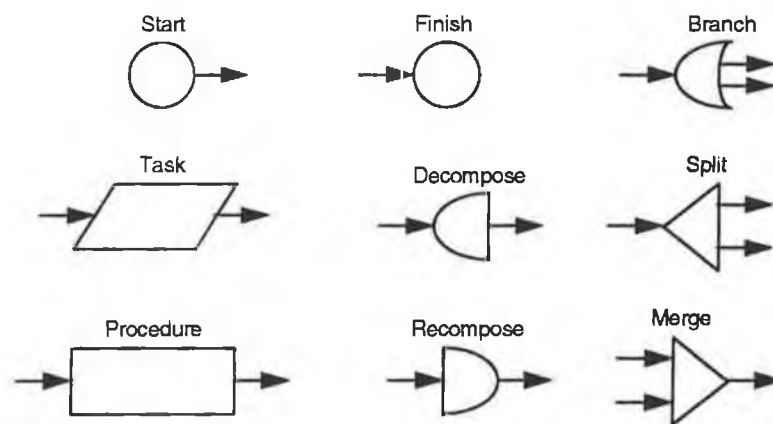 Start
Finish
Branch
Task
Decompose
Split
Procedure
Recompose
Merge